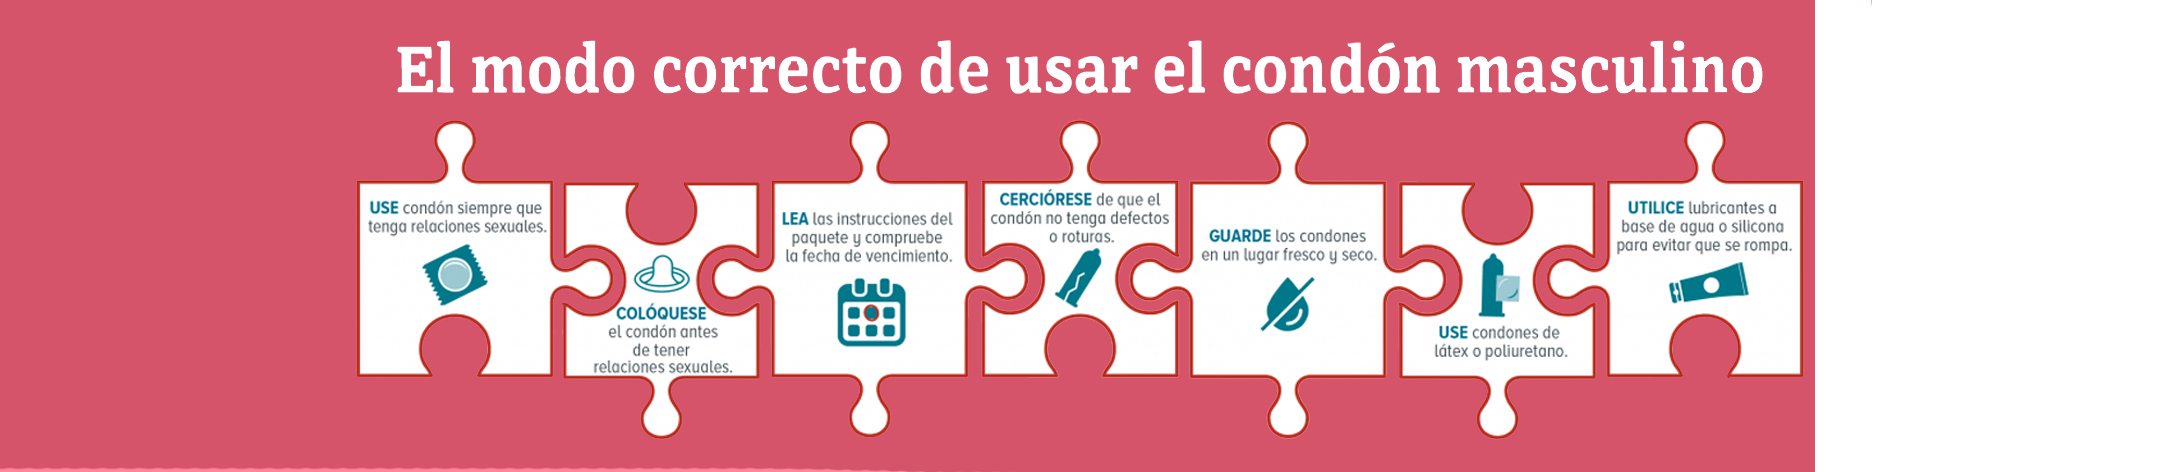 El modo correcto de usar el condón masculino
USE condón siempre que
tenga relaciones sexuales.
COLÓQUESE
el condón antes
de tener
relaciones sexuales.
LEA las instrucciones del
paquete y compruebe
la fecha de vencimiento.
CERCIÓRESE de que el
condón no tenga defectos
o roturas.
GUARDE los condones
en un lugar fresco y seco.
USE condones de
látex o poliuretano.
UTILICE lubricantes a
base de agua o silicona
para evitar que se rompa.